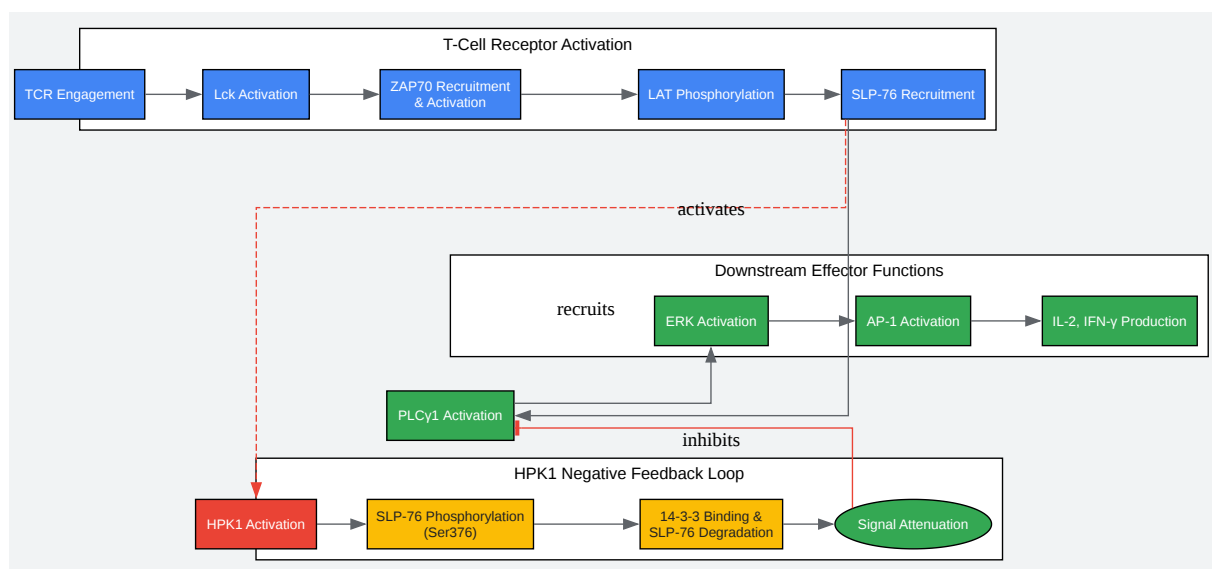 T-Cell Receptor Activation
TCR Engagement
Lck Activation
ZAP70 Recruitment
& Activation
LAT Phosphorylation
SLP-76 Recruitment
activates
Downstream Effector Functions
recruits
ERK Activation
AP-1 Activation
IL-2, IFN-γ Production
PLCγ1 Activation
inhibits
HPK1 Negative Feedback Loop
HPK1 Activation
SLP-76 Phosphorylation
(Ser376)
14-3-3 Binding &
SLP-76 Degradation
Signal Attenuation